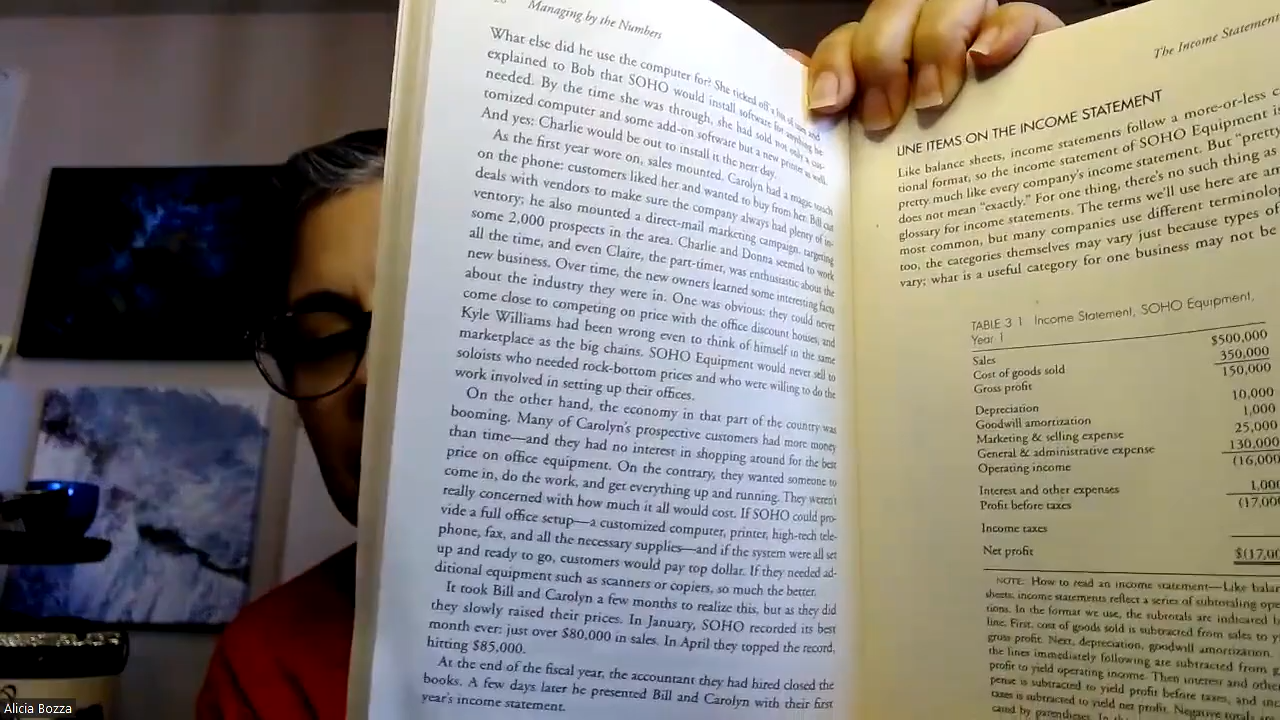 Managing by the Numbers
What else did he use the computer for? She ticked off a list of uses and
explained to Bob that SOHO would install software for anything he
needed. By the time she was through, she had sold not only a cus-
tomized computer and some add-on software but a new printer as well.
And yes: Charlie would be out to install it the next day.
As the first year wore on, sales mounted. Carolyn had a magic touch
on the phone: customers liked her and wanted to buy from her. Bill cut
deals with vendors to make sure the company always had plenty of in-
ventory; he also mounted a direct-mail marketing campaign, targeting
some 2,000 prospects in the area. Charlie and Donna seemed to work
all the time, and even Claire, the part-timer, was enthusiastic about the
new business. Over time, the new owners learned some interesting facts
about the industry they were in. One was obvious: they could never
come close to competing on price with the office discount houses, and
Kyle Williams had been wrong even to think of himself in the same
marketplace as the big chains. SOHO Equipment would never sell to
soloists who needed rock-bottom prices and who were willing to do the
work involved in setting up their offices.
On the other hand, the economy in that part of the country was
booming. Many of Carolyn's prospective customers had more money
than time—and they had no interest in shopping around for the best
price on office equipment. On the contrary, they wanted someone to
come in, do the work, and get everything up and running. They weren't
really concerned with how much it all would cost. If SOHO could pro-
vide a full office setup—a customized computer, printer, high-tech tele-
phone, fax, and all the necessary supplies—and if the system were all set
up and ready to go, customers would pay top dollar. If they needed ad-
ditional equipment such as scanners or copiers, so much the better.
It took Bill and Carolyn a few months to realize this, but as they did
they slowly raised their prices. In January, SOHO recorded its best
month ever: just over $80,000 in sales. In April they topped the record,
hitting $85,000.
At the end of the fiscal year, the accountant they had hired closed the
books. A few days later he presented Bill and Carolyn with their first
year's income statement.
The Income Statement
LINE ITEMS ON THE INCOME STATEMENT
Like balance sheets, income statements follow a more-or-less
tional format, so the income statement of SOHO Equipment
pretty much like every company's income statement. But "pretty
does not mean "exactly." For one thing, there's no such thing as
glossary for income statements. The terms we'll use here are
most common, but many companies use different
too, the categories themselves may vary just because types of
vary; what is a useful category for one business may not be
TABLE 3 1 Income Statement, SOHO Equipment,
Year 1
Sales $500,000
Cost of goods sold 350,000
Gross profit 150,000
Depreciation 10,000
Goodwill amortization 1,000
Marketing & selling expense 25,000
General & administrative expense 130,000
Operating income (16,000
Interest and other expenses 1,000
Profit before taxes (17,000
Income taxes
Net profit $(17,00
NOTE: How to read an income statement—Like
sheets, income statements reflect a series of subtotaling
tions. In the format we use, the subtotals are indicated
line. First, cost of goods sold is subtracted from sales to
gross profit. Next, depreciation, goodwill amortization
the lines immediately following are subtracted from
profit to yield operating income. Then interest and other
pense is subtracted to yield profit before taxes, and
taxes is subtracted to yield net profit. Negative totals
cated by parentheses.
Alicia Bozza